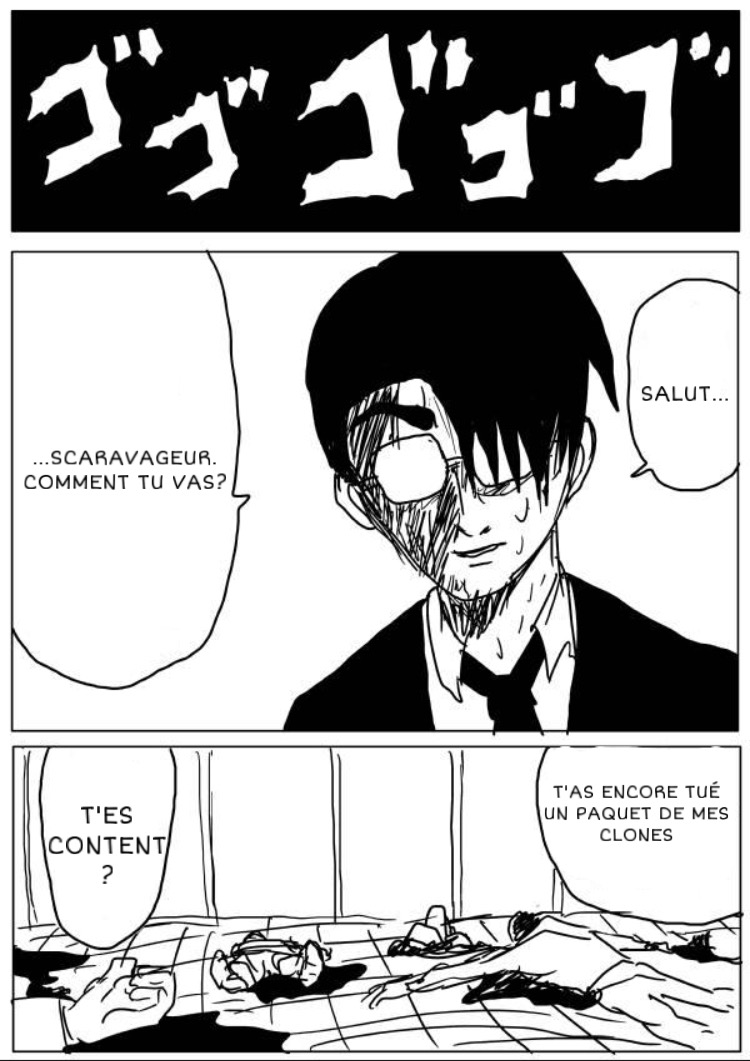 ゴゴゴゴゴ
SALUT...
...SCARAVAGEUR.
COMMENT TU VAS?
T'AS ENCORE TUÉ
UN PAQUET DE MES
CLONES
T'ES
CONTENT
?